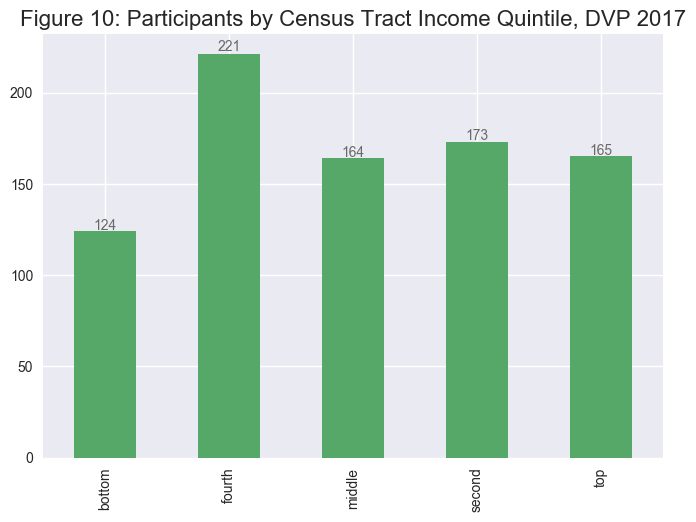 Figure 10: Participants by Census Tract Income Quintile, DVP 2017
221
200
173
164
165
150
124
100
50
0
bottom
fourth
middle
second
top